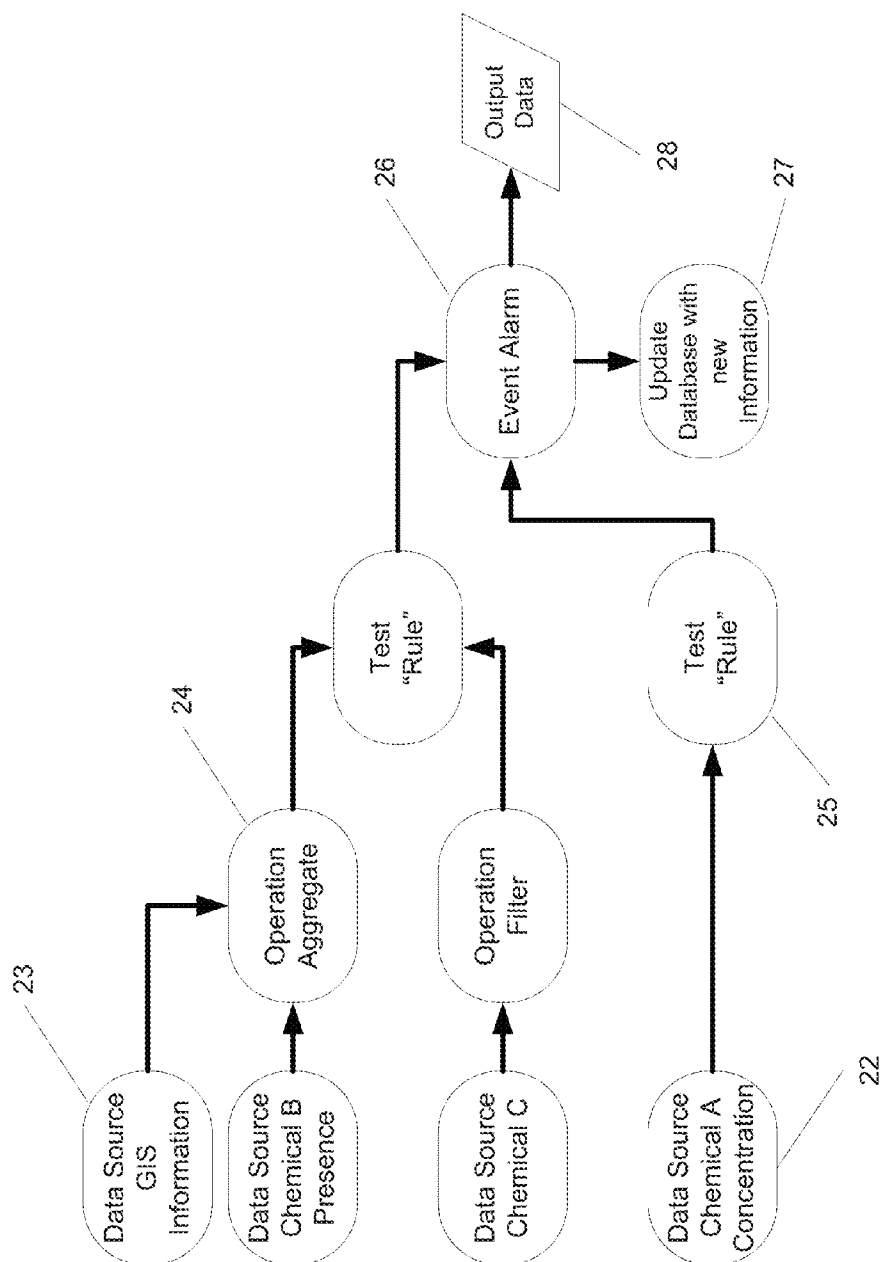 23
Data Source
GIS
Information
Data Source
Chemical B
Presence
Data Source
Chemical C
Data Source
Chemical A
Concentration
22
24
Operation
Aggregate
Operation
Filter
Test
“Rule”
Test
“Rule”
25
26
Event Alarm
Update
Database with
new
Information
27
Output
Data
28